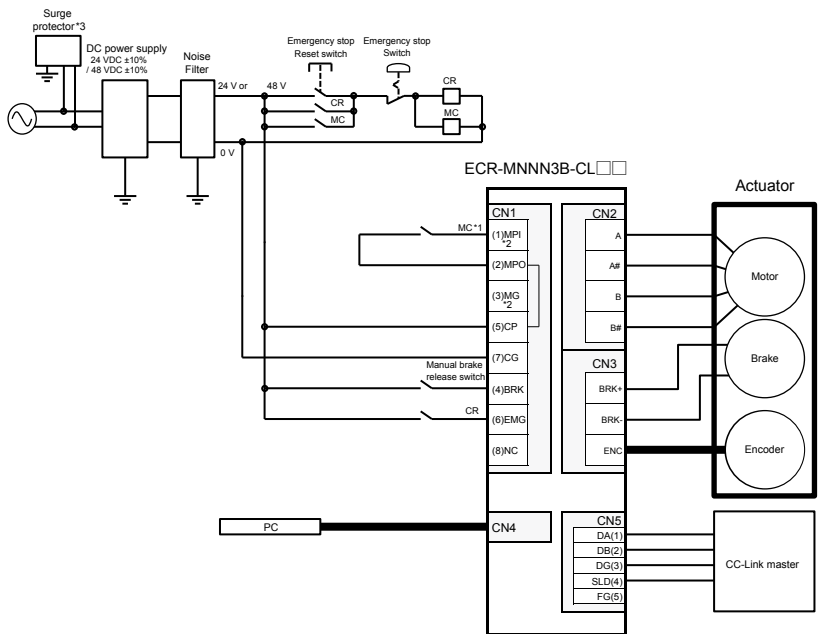 Surge
protector*3
DC power supply
24 VDC ±10%
/ 48 VDC ±10%
Noise
Filter
24 V or 48 V
0 V
Emergency stop
Reset switch
Emergency stop
Switch
CR
MC
CR
MC
ECR-MNNN3B-CL□□
Actuator
CN1
MC*1
(1)MPI
*2
(2)MPO
(3)MG
*2
(5)CP
(7)CG
Manual brake
release switch
(4)BRK
CR
(6)EMG
(8)NC
CN2
A
A#
B
B#
CN3
BRK+
BRK-
ENC
Motor
Brake
Encoder
PC
CN4
CN5
DA(1)
DB(2)
DG(3)
SLD(4)
FG(5)
CC-Link master